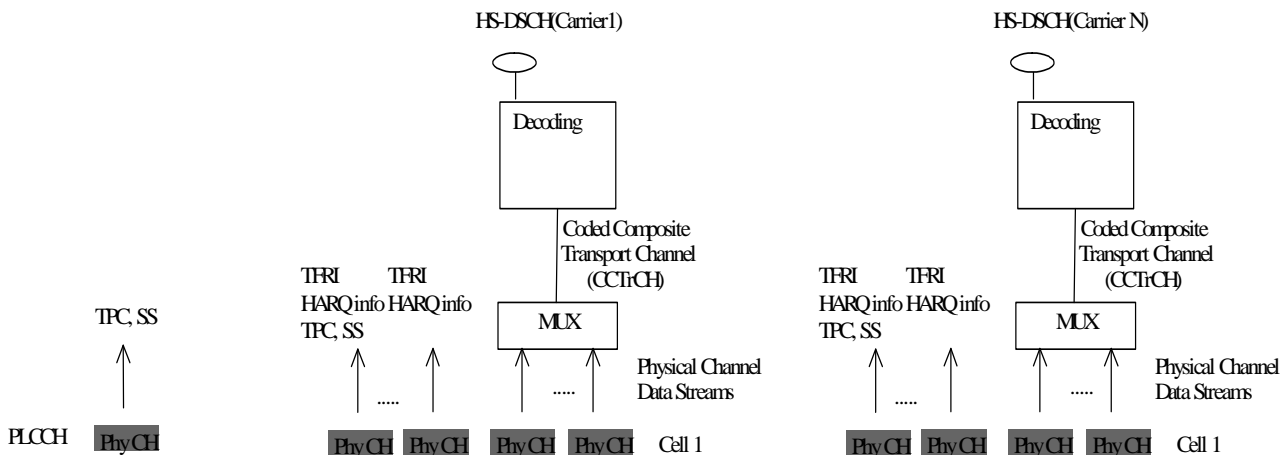 HS-DSCH(Carrier1)
HS-DSCH(Carrier N)
Decoding
Decoding
Coded Composite
Transport Channel
(CCTrCH)
Coded Composite
Transport Channel
(CCTrCH)
TFRI
HARQ info
TPC, SS
TFRI
HARQ info
TFRI
HARQ info
TPC, SS
TFRI
HARQ info
TPC, SS
MUX
MUX
Physical Channel
Data Streams
Physical Channel
Data Streams
.....
.....
.....
.....
PLCCH
Phy CH
Phy CH
Phy CH
Phy CH
Phy CH
Cell 1
Phy CH
Phy CH
Phy CH
Phy CH
Cell 1